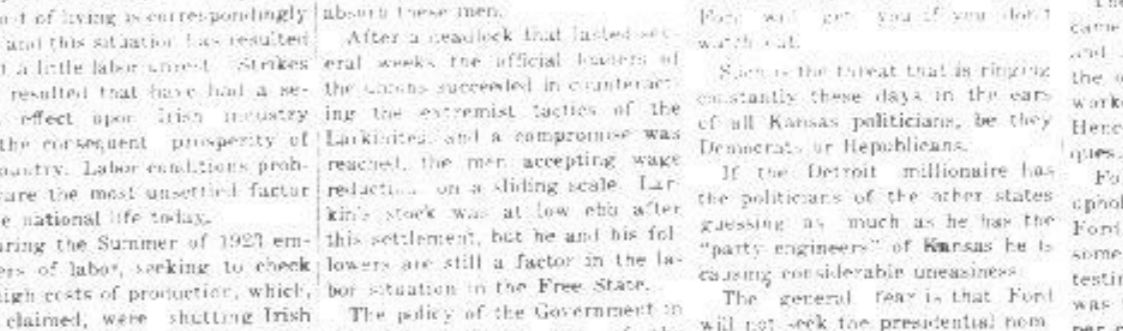 of living is correspondingly
and this situation has resulted
a little labor unrest. Strikes
resulted that have had a se-
effect upon Irish industry
the consequent prosperity of
Labor conditions prob-
are the most unsettled factor
national life today.
uring the Summer of 1923 em-
ers of labor, seeking to check
igh costs of production, which,
claimed, were shutting Irish
absorb these men.
After a deadlock that lasted sev-
eral weeks the official leaders of
the unions succeeded in counteract-
ing the extremist tactics of the
Larkinites, and a compromise was
reached, the men accepting wage
reduction on a sliding scale. Lar-
kin's stock was at low ebb after
this settlement, but he and his fol-
lowers are still a factor in the la-
bor situation in the Free State.
The policy of the Government in
Ford will get you if you don't
watch out.
Such is the threat that is ringing
constantly these days in the ears
of all Kansas politicians, be they
Democrats or Republicans.
If the Detroit millionaire has
the politicians of the other states
guessing as much as he has the
"party engineers" of Kansas he is
causing considerable uneasiness.
The general fear is that Ford
will not seek the presidential nom
came
and
the
work
Henc
ques
Fo
uphol
Ford
some
testin
was
per